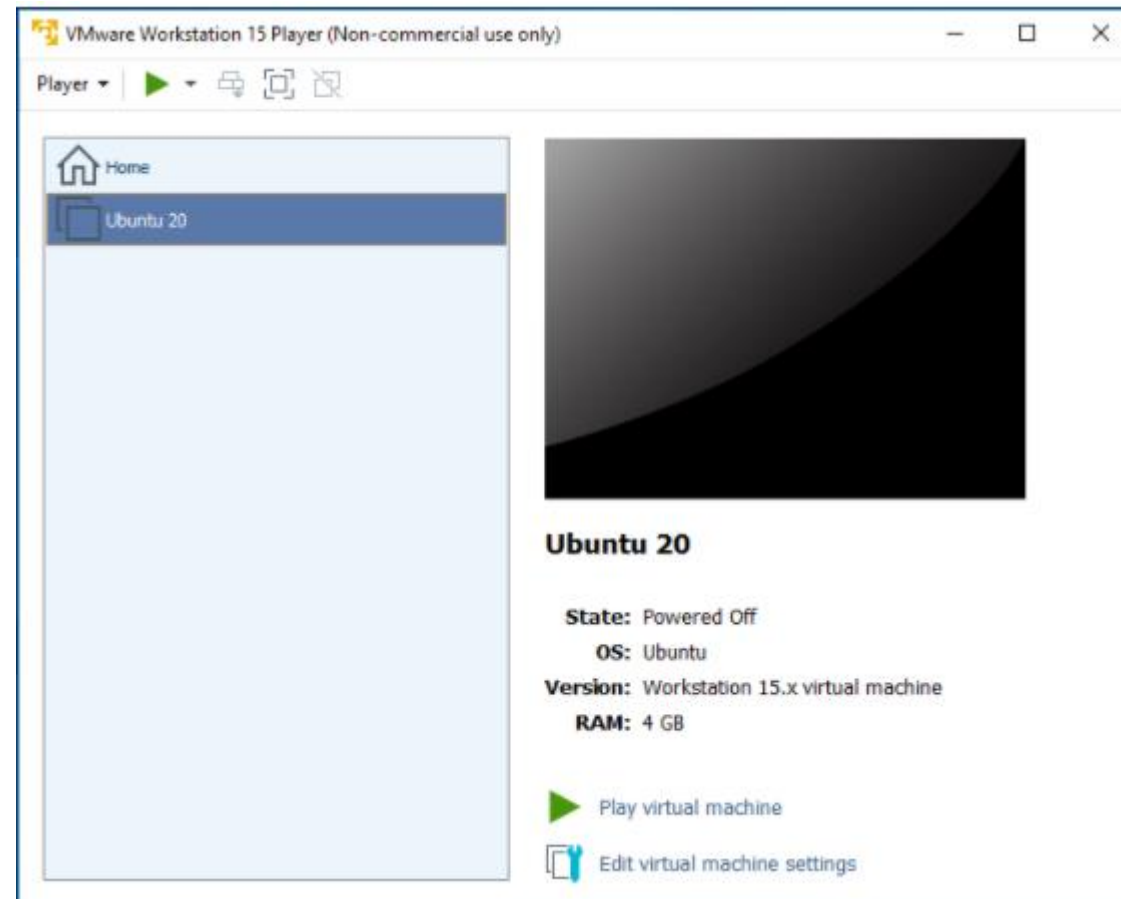 VMware Workstation 15 Player (Non-commercial use only)
Player
Home
Ubuntu 20
Ubuntu 20
State: Powered Off
OS: Ubuntu
Version: Workstation 15.x virtual machine
RAM: 4 GB
Play virtual machine
Edit virtual machine settings